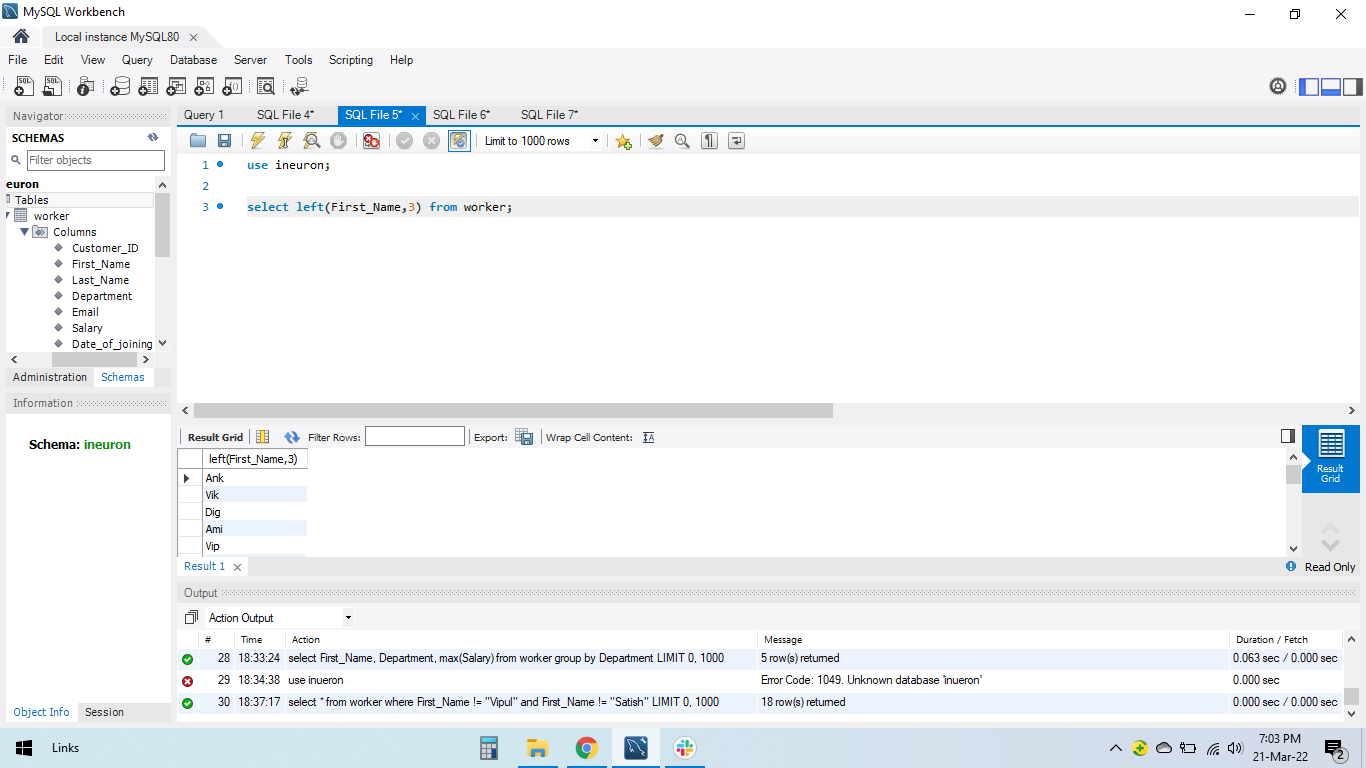 MySQL Workbench
Local instance MySQL80
File Edit View Query Database Server Tools Scripting Help
Navigator
SCHEMAS
Filter objects
euron
Tables
worker
Columns
Customer_ID
First_Name
Last_Name
Department
Email
Salary
Date_of_joining
Administration Schemas
Information
Schema: ineuron
Object Info Session
Query 1 SQL File 4* SQL File 5* SQL File 6* SQL File 7*
Limit to 1000 rows
1 use ineuron;
2
3 select left(First_Name,3) from worker;
Result Grid Filter Rows: Export: Wrap Cell Content:
left(First_Name,3)
Ank
Vik
Dig
Ami
Vip
Result Grid
Result 1
Read Only
Output
Action Output
# Time Action Message Duration / Fetch
28 18:33:24 select First_Name, Department, max(Salary) from worker group by Department LIMIT 0, 1000 5 row(s) returned 0.063 sec / 0.000 sec
29 18:34:38 use inueron Error Code: 1049. Unknown database 'inueron' 0.000 sec
30 18:37:17 select * from worker where First_Name != "Vipul" and First_Name != "Satish" LIMIT 0, 1000 18 row(s) returned 0.000 sec / 0.000 sec
Links
7:03 PM
21-Mar-22
2